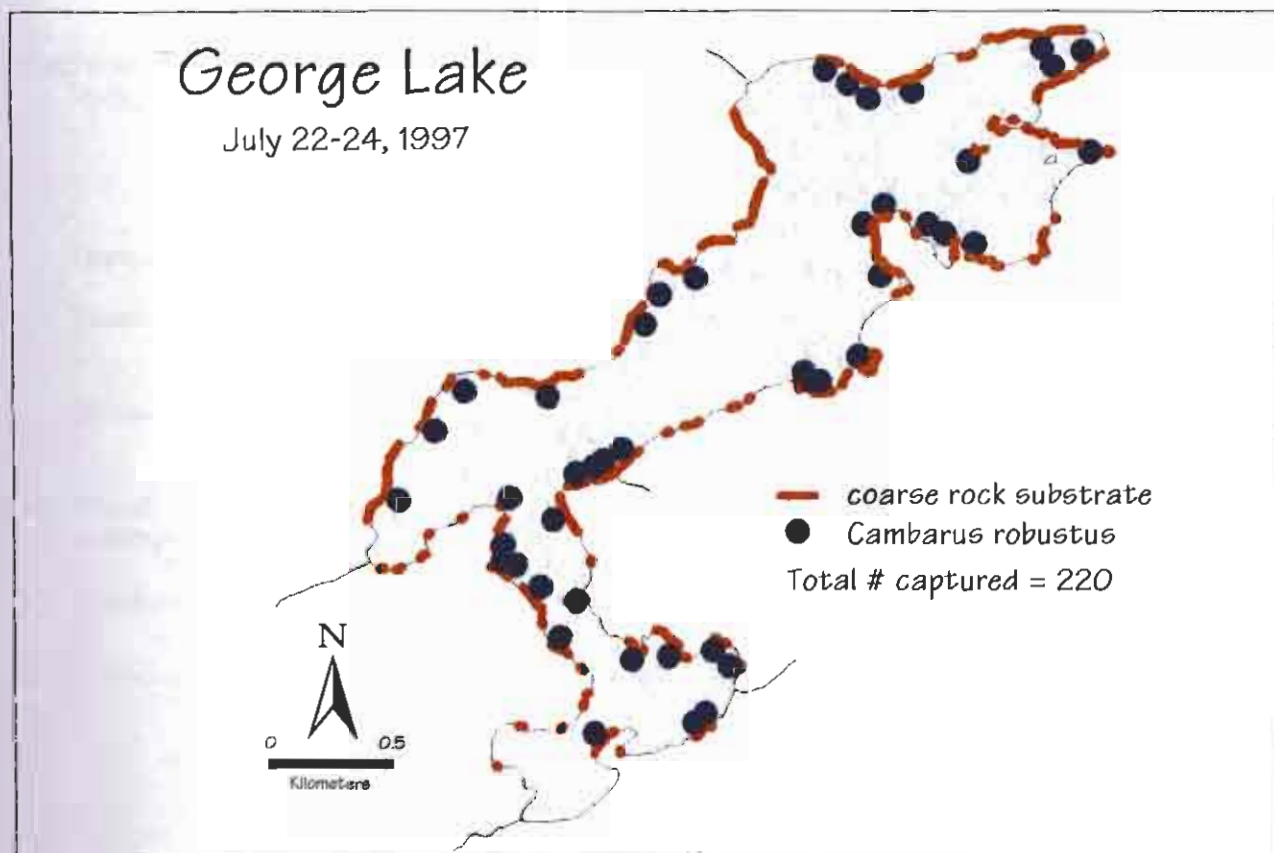 George Lake
July 22-24, 1997
coarse rock substrate
Cambarus robustus
Total # captured = 220
N
0 0.5
Kilometers